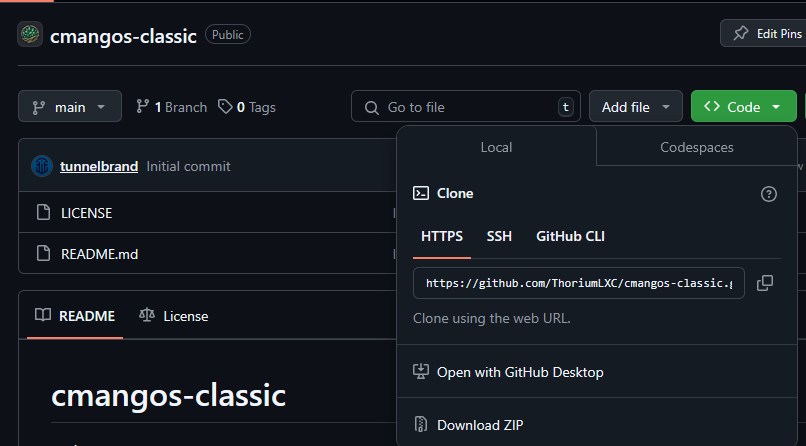 cmangos-classic Public Edit Pins
main 1 Branch 0 Tags Go to file t Add file Code
Local Codespaces
tunnelbrand Initial commit
Clone
LICENSE
HTTPS SSH GitHub CLI
README.md
https://github.com/ThoriumLXC/cmangos-classic.g
README License
Clone using the web URL.
Open with GitHub Desktop
cmangos-classic
Download ZIP